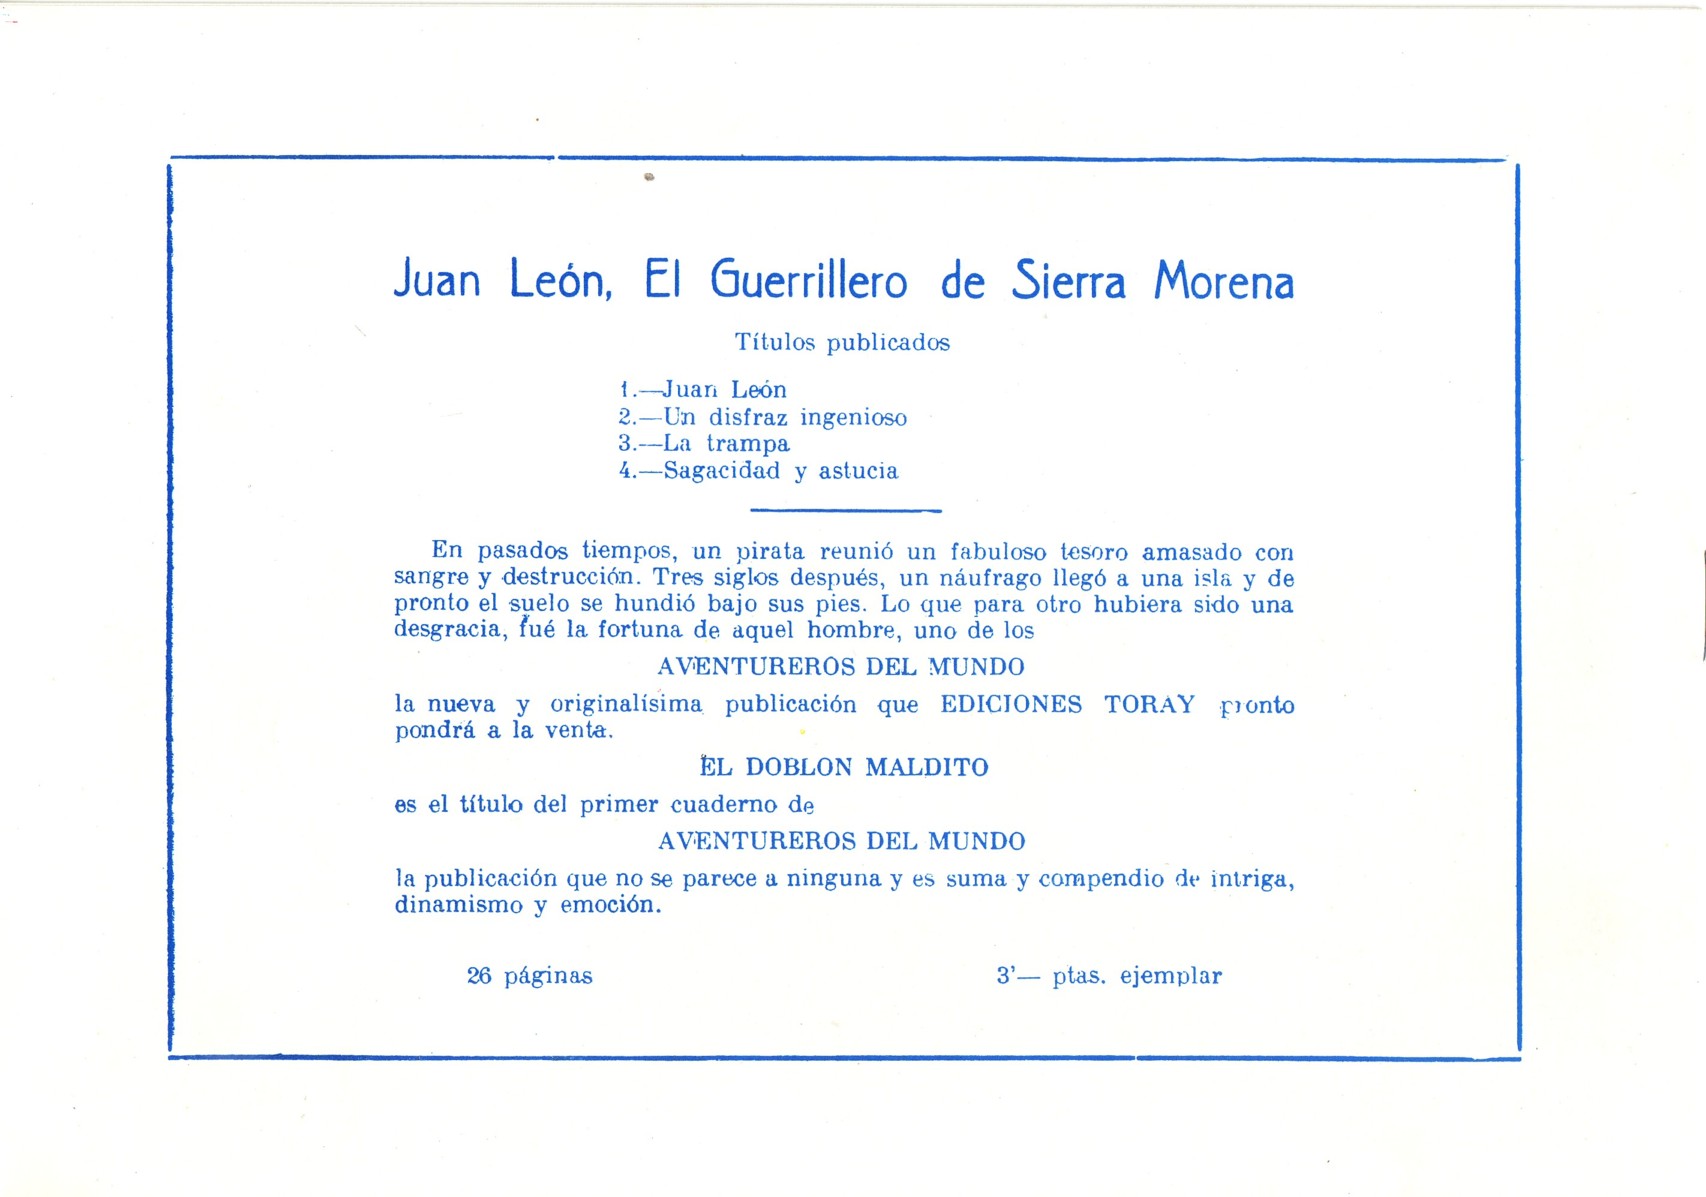 Juan León, El Guerrillero de Sierra Morena
Títulos publicados
1.—Juan León
2.—Un disfraz ingenioso
3.—La trampa
4.—Sagacidad y astucia
En pasados tiempos, un pirata reunió un fabuloso tesoro amasado con
sangre y destrucción. Tres siglos después, un náufrago llegó a una isla y de
pronto el suelo se hundió bajo sus pies. Lo que para otro hubiera sido una
desgracia, fué la fortuna de aquel hombre, uno de los
AVENTUREROS DEL MUNDO
la nueva y originalísima publicación que EDICIONES TORAY pronto
pondrá a la venta.
EL DOBLON MALDITO
es el título del primer cuaderno de
AVENTUREROS DEL MUNDO
la publicación que no se parece a ninguna y es suma y compendio de intriga,
dinamismo y emoción.
26 páginas
3'— ptas. ejemplar